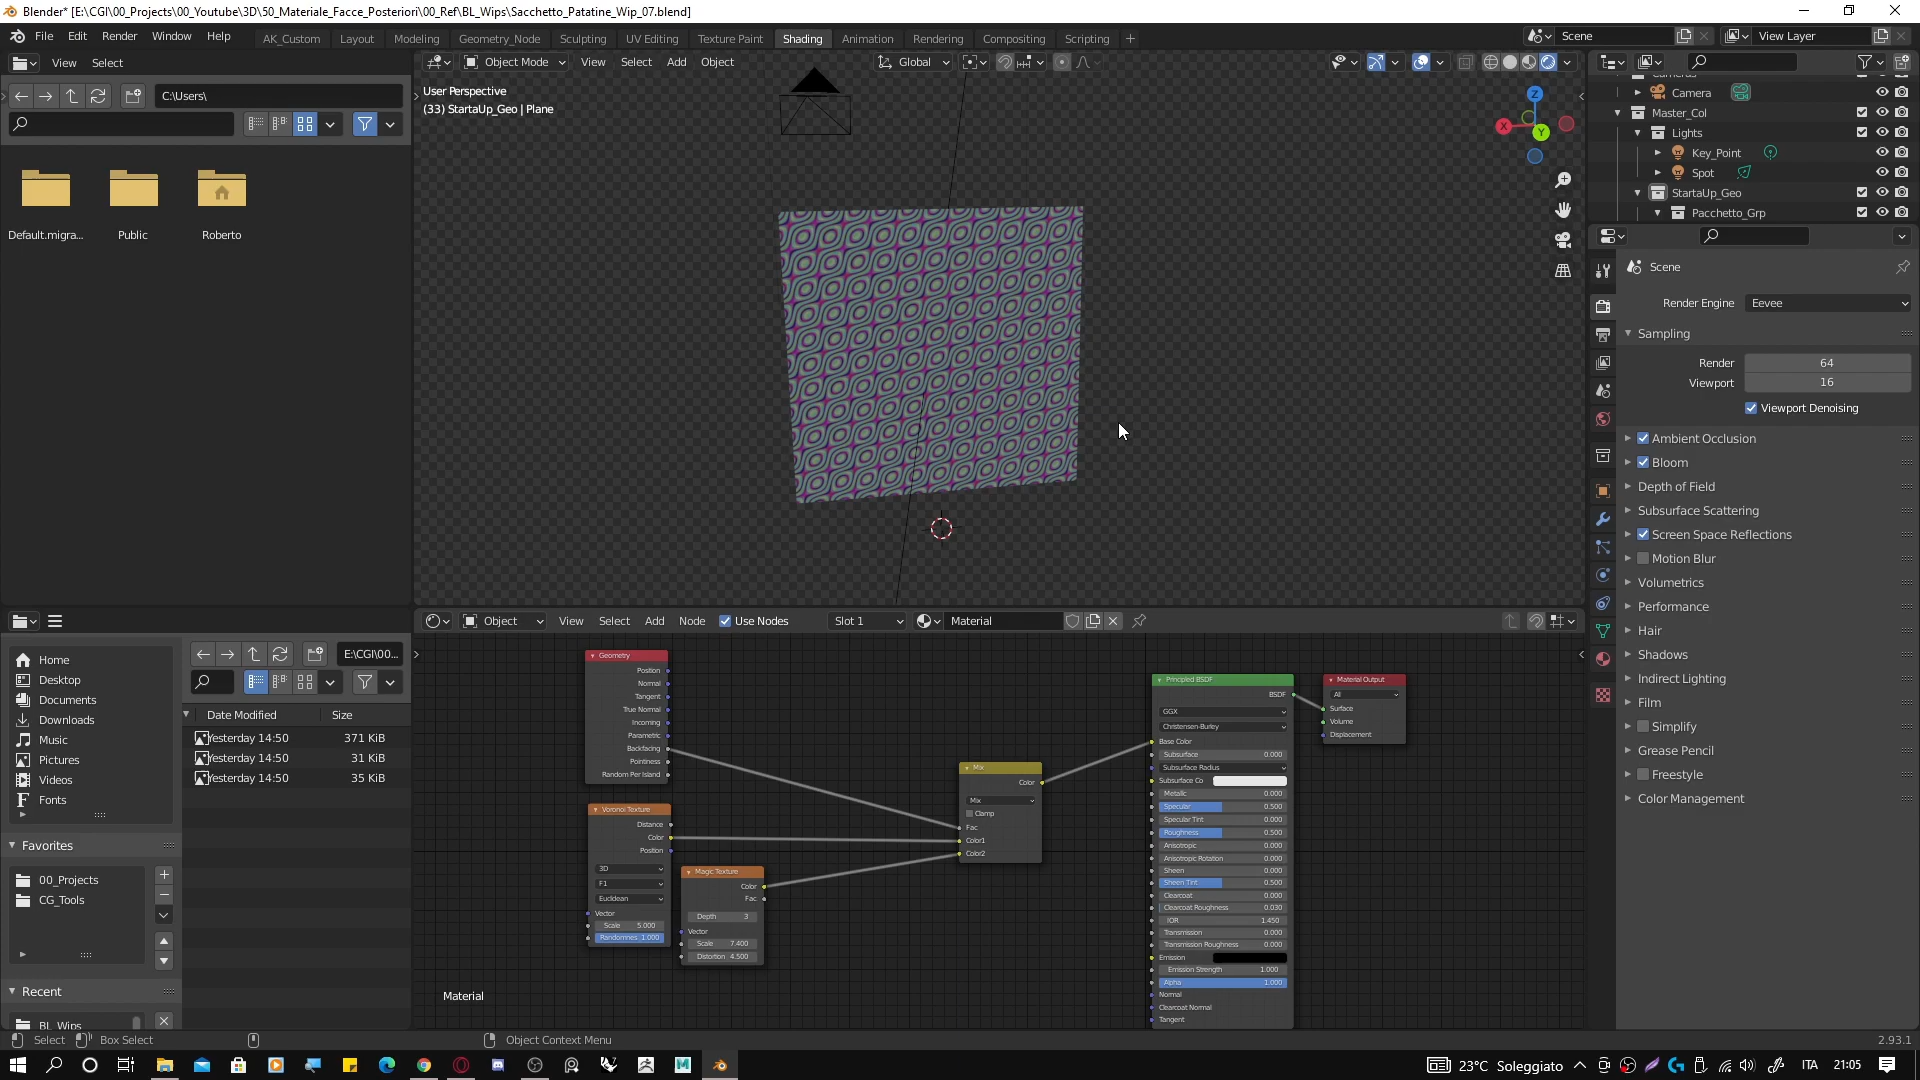 Blender* [E:\CGI\00_Projects\00_Youtube\3D\50_Materiale_Facce_Posteriori\00_Ref\BL_Wips\Sacchetto_Patatine_Wip_07.blend]
File Edit Render Window Help AK_Custom Layout Modeling Geometry_Node Sculpting UV Editing Texture Paint Shading Animation Rendering Compositing Scripting + Scene View Layer
View Select
Object Mode View Select Add Object Global
C:\Users\
User Perspective
(33) StartaUp_Geo | Plane
Default.migra...
Public
Roberto
Z
X
Y
Cameras
Camera
Master_Col
Lights
Key_Point
Spot
StartaUp_Geo
Pacchetto_Grp
Scene
Render Engine Eevee
Sampling
Render 64
Viewport 16
Viewport Denoising
Ambient Occlusion
Bloom
Depth of Field
Subsurface Scattering
Screen Space Reflections
Motion Blur
Volumetrics
Performance
Hair
Shadows
Indirect Lighting
Film
Simplify
Grease Pencil
Freestyle
Color Management
Object View Select Add Node Use Nodes Slot 1 Material
Home
Desktop
Documents
Downloads
Music
Pictures
Videos
Fonts
Favorites
00_Projects
CG_Tools
Recent
BL_Wips
E:\CGI\00...
Date Modified Size
Yesterday 14:50 371 KiB
Yesterday 14:50 31 KiB
Yesterday 14:50 35 KiB
Geometry
Position
Normal
Tangent
True Normal
Incoming
Parametric
Backfacing
Pointiness
Random Per Island
Voronoi Texture
Distance
Color
Position
3D
F1
Euclidean
Vector
Scale 5.000
Randomnes 1.000
Magic Texture
Color
Fac
Depth 3
Vector
Scale 7.400
Distortion 4.500
Mix
Color
Mix
Clamp
Fac
Color1
Color2
Principled BSDF
BSDF
GGX
Christensen-Burley
Base Color
Subsurface 0.000
Subsurface Radius
Subsurface Co
Metallic 0.000
Specular 0.500
Specular Tint 0.000
Roughness 0.500
Anisotropic 0.000
Anisotropic Rotation 0.000
Sheen 0.000
Sheen Tint 0.500
Clearcoat 0.000
Clearcoat Roughness 0.030
IOR 1.450
Transmission 0.000
Transmission Roughness 0.000
Emission
Emission Strength 1.000
Alpha 1.000
Normal
Clearcoat Normal
Tangent
Material Output
All
Surface
Volume
Displacement
Material
Select Box Select Object Context Menu 2.93.1
23°C Soleggiato ITA 21:05